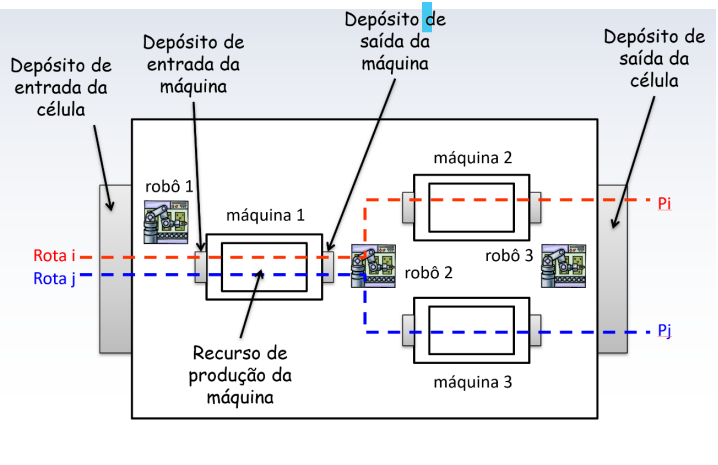 Depósito de
entrada da
célula
Depósito de
entrada da
máquina
Depósito de
saída da
máquina
Depósito de
saída da
célula
robô 1
máquina 1
máquina 2
Rota i
Rota j
robô 2
robô 3
Pi
Pj
Recurso de
produção da
máquina
máquina 3